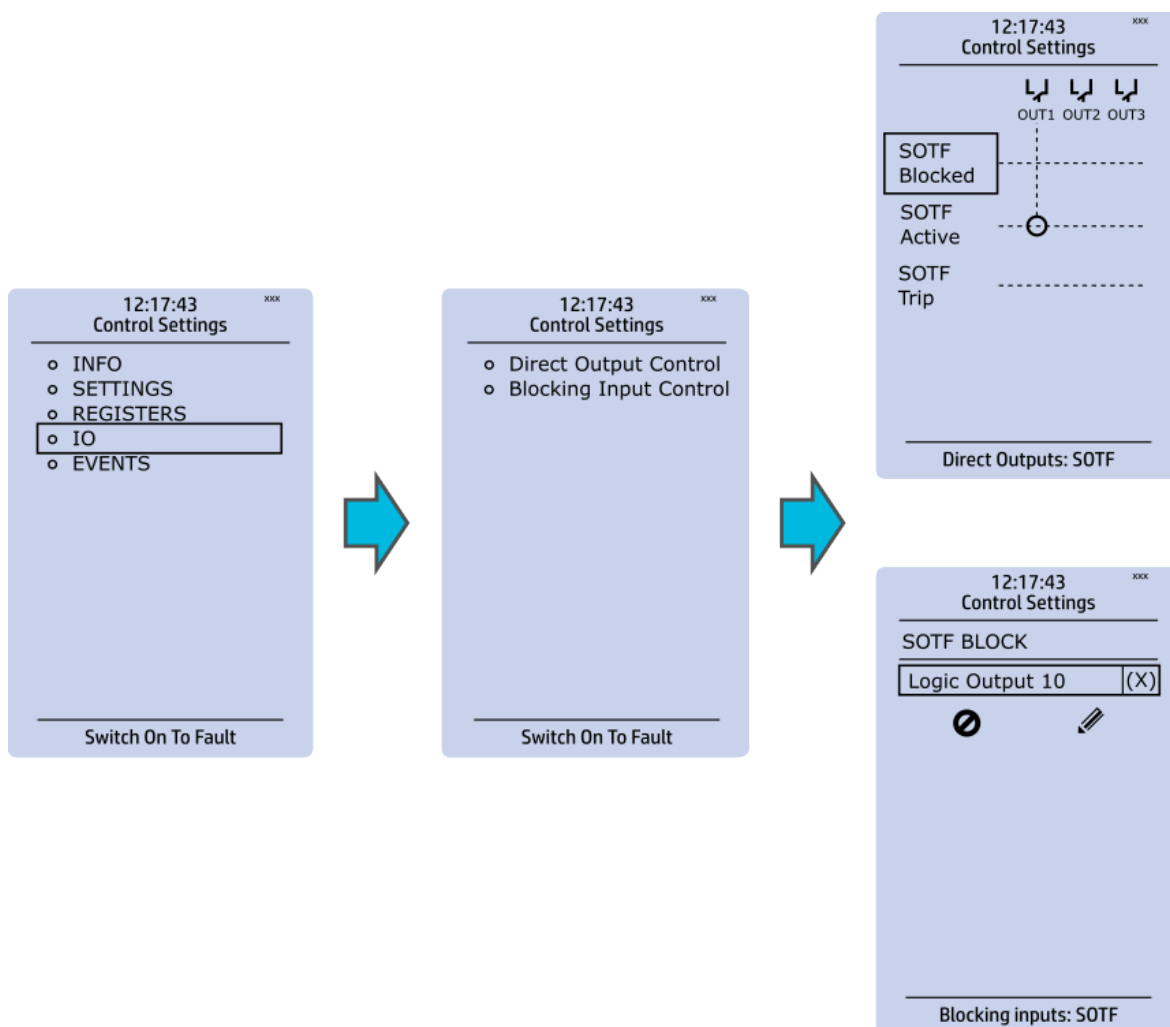 12:17:43 xxx
Control Settings
INFO
SETTINGS
REGISTERS
IO
EVENTS
Switch On To Fault
12:17:43 xxx
Control Settings
Direct Output Control
Blocking Input Control
Switch On To Fault
12:17:43 xxx
Control Settings
OUT1 OUT2 OUT3
SOTF
Blocked
SOTF
Active
SOTF
Trip
Direct Outputs: SOTF
12:17:43 xxx
Control Settings
SOTF BLOCK
Logic Output 10 (X)
Blocking inputs: SOTF